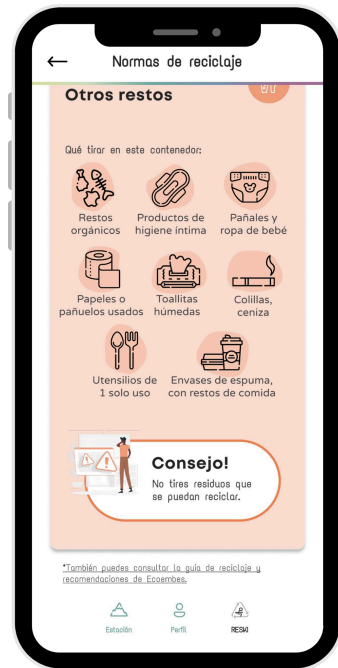 Normas de reciclaje
Otros restos
Qué tirar en este contenedor:
Restos
orgánicos
Productos de
higiene íntima
Pañales y
ropa de bebé
Papeles o
pañuelos usados
Toallitas
húmedas
Colillas,
ceniza
Utensilios de
1 solo uso
Envases de espuma,
con restos de comida
Consejo!
No tires residuos que
se puedan reciclar.
*También puedes consultar la guía de reciclaje y
recomendaciones de Ecoembes.
Estación
Perfil
RESKI